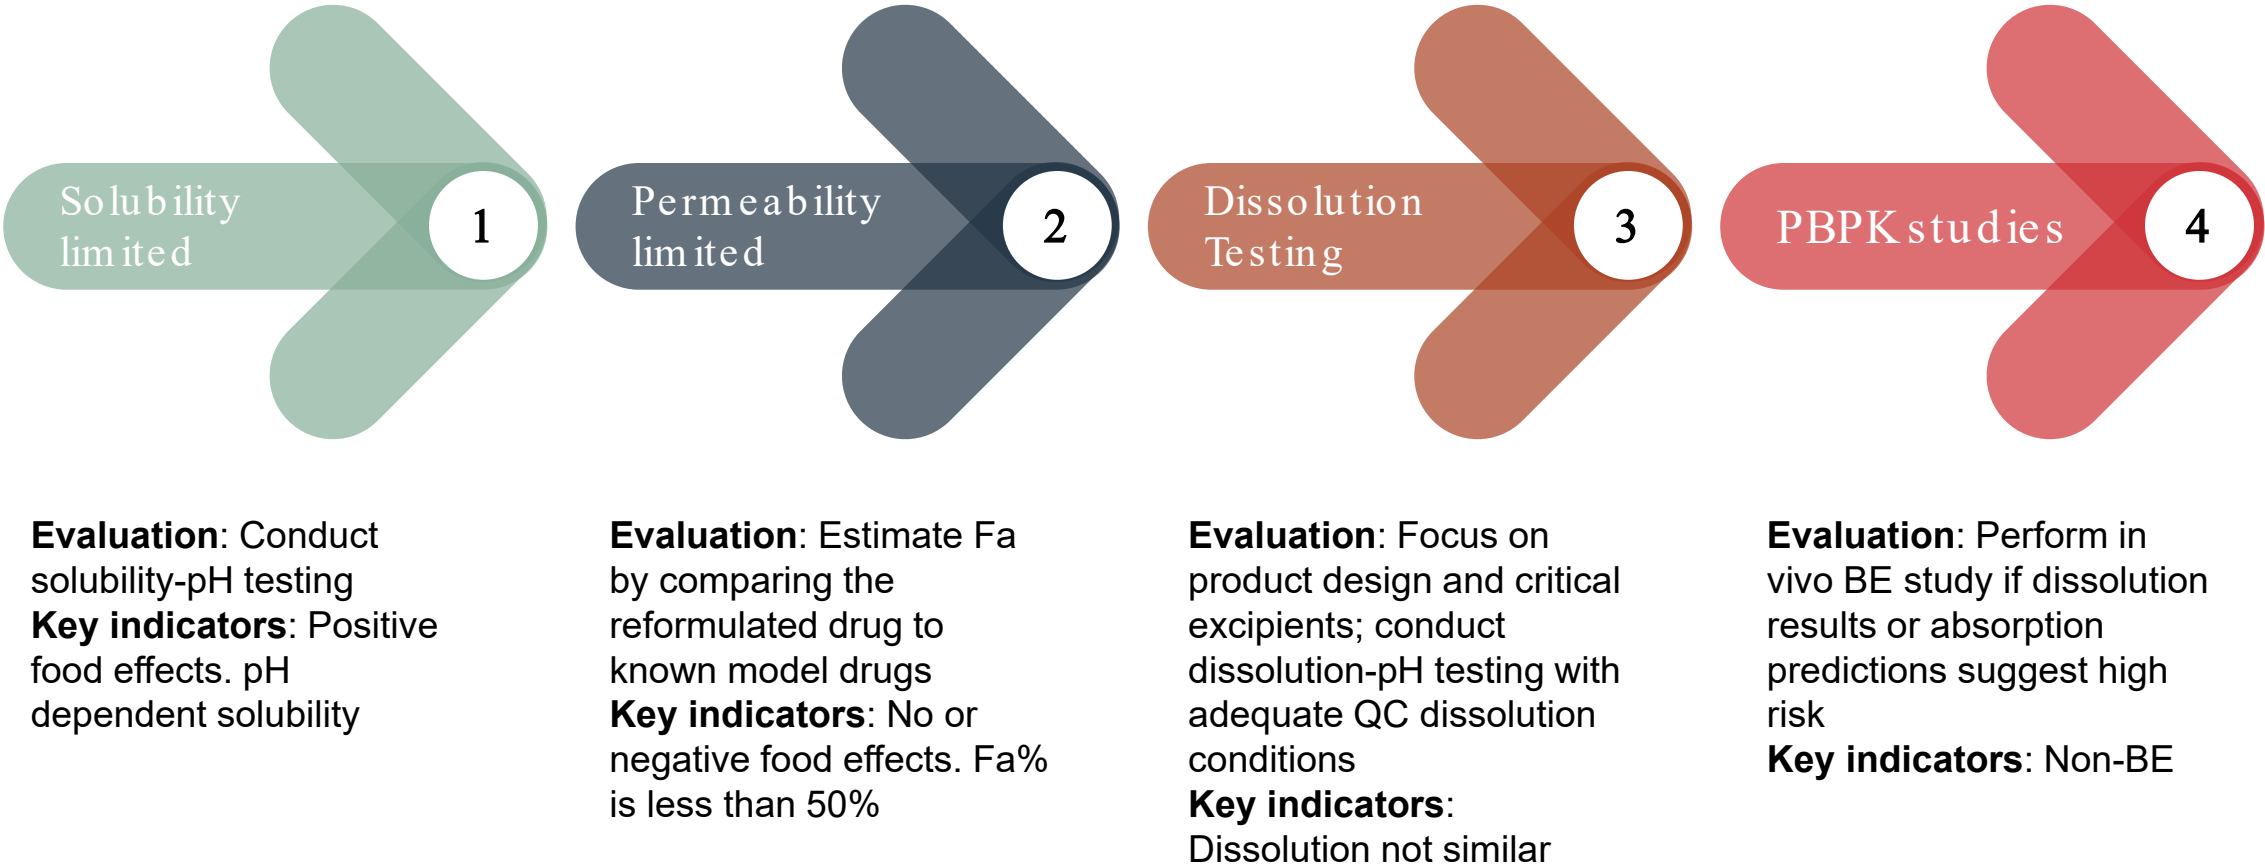 Solubility
limited
1
Permeability
limited
2
Dissolution
Testing
3
PBPK studies
4
Evaluation: Conduct
solubility-pH testing
Key indicators: Positive
food effects. pH
dependent solubility
Evaluation: Estimate Fa
by comparing the
reformulated drug to
known model drugs
Key indicators: No or
negative food effects. Fa%
is less than 50%
Evaluation: Focus on
product design and critical
excipients; conduct
dissolution-pH testing with
adequate QC dissolution
conditions
Key indicators:
Dissolution not similar
Evaluation: Perform in
vivo BE study if dissolution
results or absorption
predictions suggest high
risk
Key indicators: Non-BE